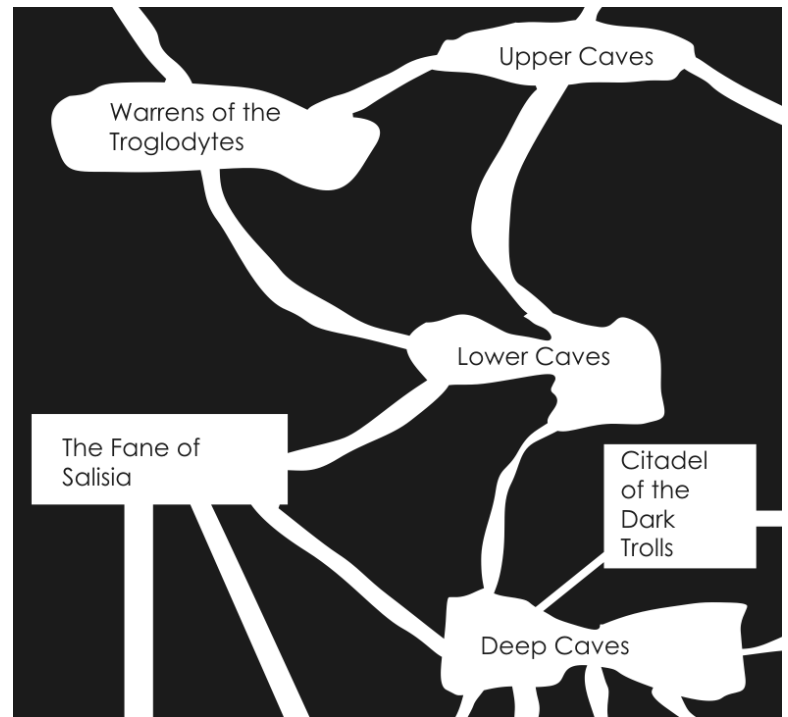 Upper Caves
Warrens of the
Troglodytes
Lower Caves
The Fane of
Salisia
Citadel
of the
Dark
Trolls
Deep Caves